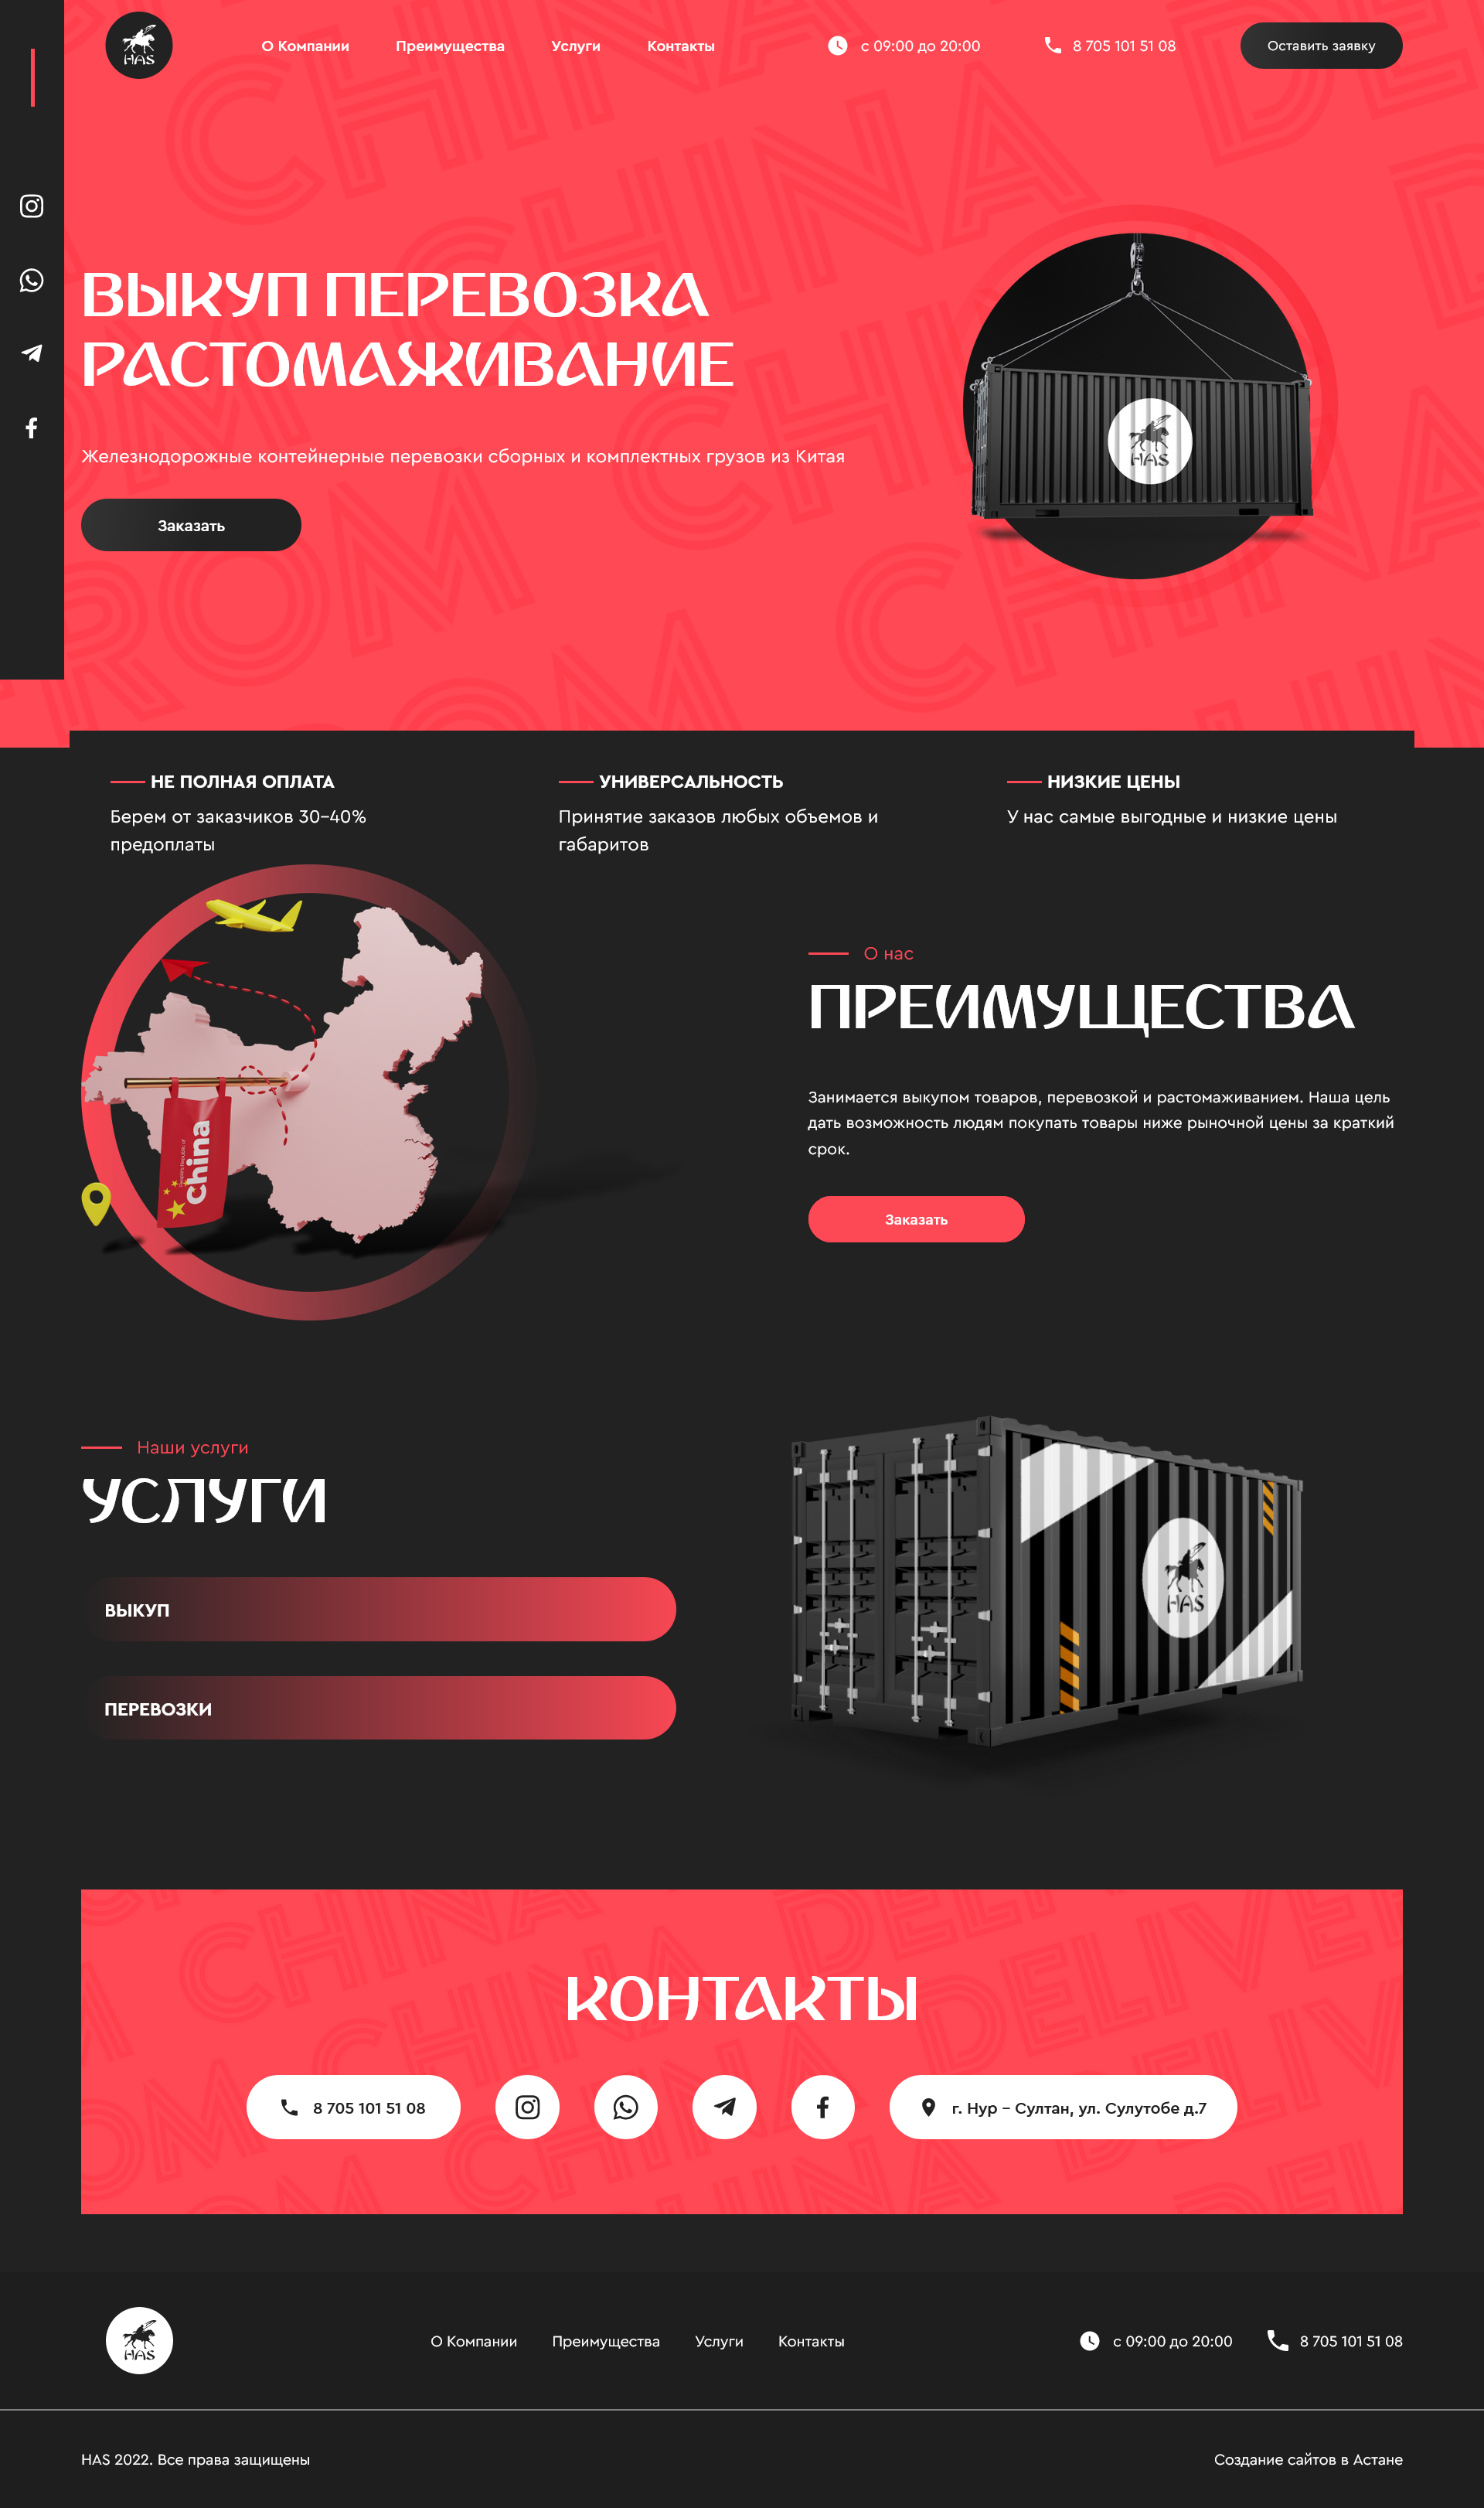 HAS
О Компании
Преимущества
Услуги
Контакты
с 09:00 до 20:00
8 705 101 51 08
Оставить заявку
ВЫКУП ПЕРЕВОЗКА
РАСТОМАЖИВАНИЕ
Железнодорожные контейнерные перевозки сборных и комплектных грузов из Китая
Заказать
HAS
НЕ ПОЛНАЯ ОПЛАТА
Берем от заказчиков 30-40%
предоплаты
УНИВЕРСАЛЬНОСТЬ
Принятие заказов любых объемов и
габаритов
НИЗКИЕ ЦЕНЫ
У нас самые выгодные и низкие цены
People's Republic of
China
О нас
ПРЕИМУЩЕСТВА
Занимается выкупом товаров, перевозкой и растомаживанием. Наша цель
дать возможность людям покупать товары ниже рыночной цены за краткий
срок.
Заказать
Наши услуги
УСЛУГИ
ВЫКУП
ПЕРЕВОЗКИ
HAS
КОНТАКТЫ
8 705 101 51 08
г. Нур - Султан, ул. Сулутобе д.7
HAS
О Компании
Преимущества
Услуги
Контакты
с 09:00 до 20:00
8 705 101 51 08
HAS 2022. Все права защищены
Создание сайтов в Астане